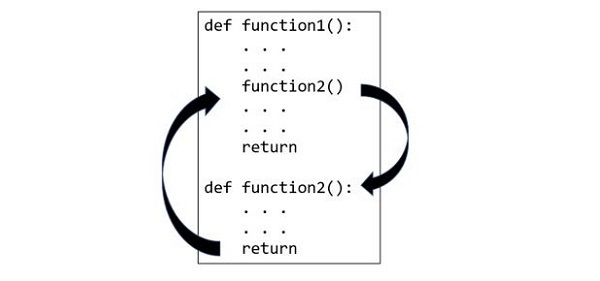 def function1():
. . .
. . .
function2()
. . .
. . .
return
def function2():
. . .
. . .
return